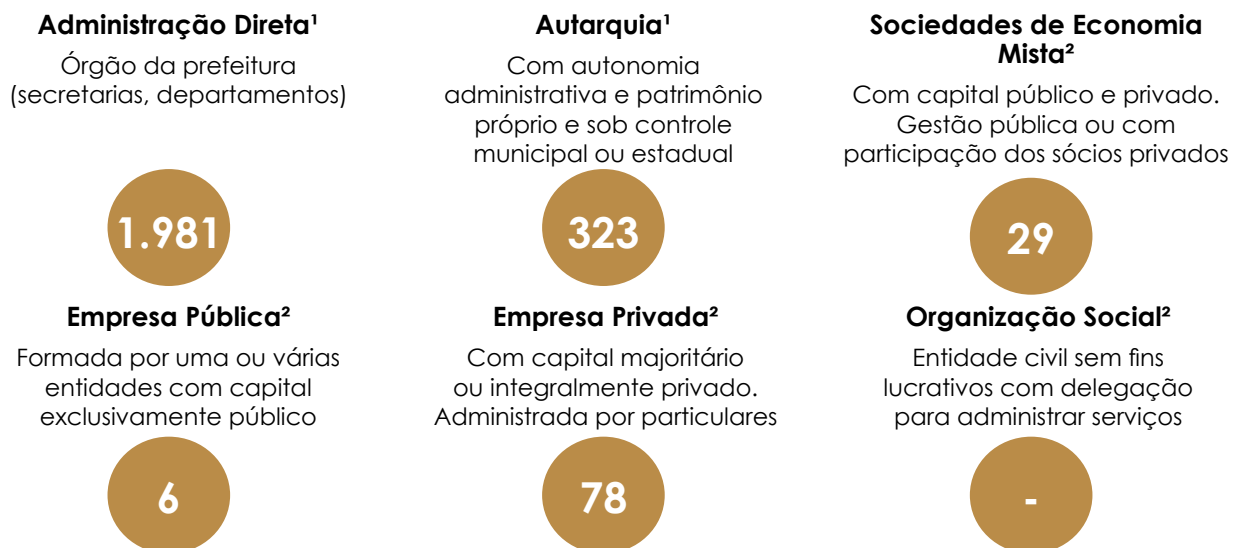 Administração Direta¹
Órgão da prefeitura
(secretarias, departamentos)
1.981
Autarquia¹
Com autonomia
administrativa e patrimônio
próprio e sob controle
municipal ou estadual
323
Sociedades de Economia
Mista²
Com capital público e privado.
Gestão pública ou com
participação dos sócios privados
29
Empresa Pública²
Formada por uma ou várias
entidades com capital
exclusivamente público
6
Empresa Privada²
Com capital majoritário
ou integralmente privado.
Administrada por particulares
78
Organização Social²
Entidade civil sem fins
lucrativos com delegação
para administrar serviços
-